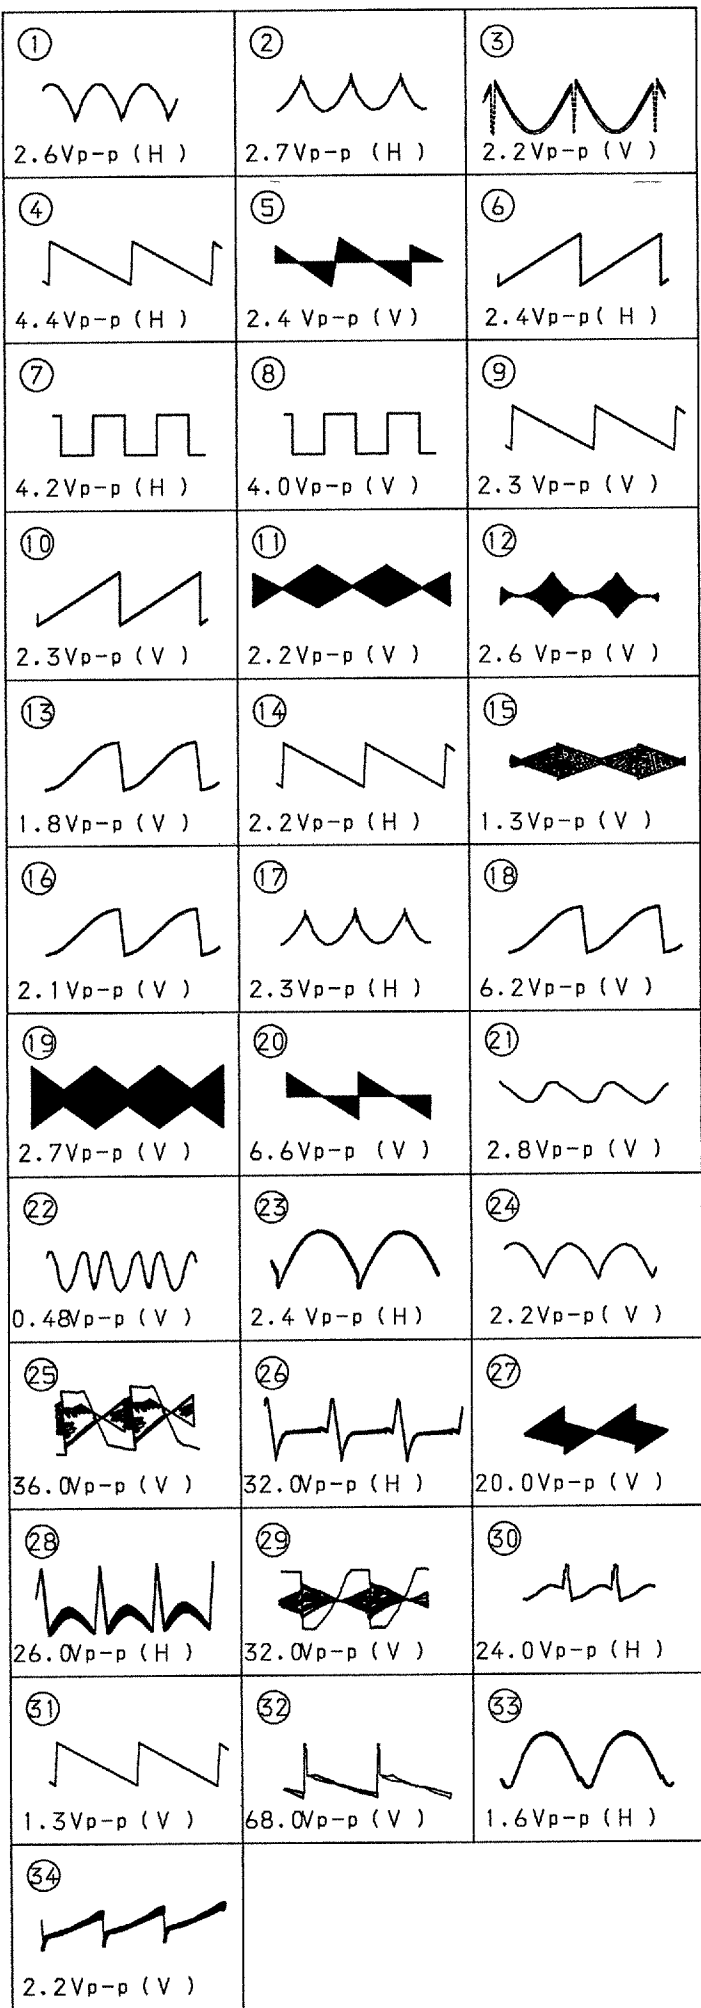 ① ② ③
2.6Vp-p (H) 2.7Vp-p (H) 2.2Vp-p (V)
④ ⑤ ⑥
4.4Vp-p (H) 2.4 Vp-p (V) 2.4Vp-p (H)
⑦ ⑧ ⑨
4.2Vp-p (H) 4.0Vp-p (V) 2.3 Vp-p (V)
⑩ ⑪ ⑫
2.3Vp-p (V) 2.2Vp-p (V) 2.6 Vp-p (V)
⑬ ⑭ ⑮
1.8Vp-p (V) 2.2Vp-p (H) 1.3Vp-p (V)
⑯ ⑰ ⑱
2.1Vp-p (V) 2.3Vp-p (H) 6.2Vp-p (V)
⑲ ⑳ ㉑
2.7Vp-p (V) 6.6Vp-p (V) 2.8Vp-p (V)
㉒ ㉓ ㉔
0.48Vp-p (V) 2.4 Vp-p (H) 2.2Vp-p (V)
㉕ ㉖ ㉗
36.0Vp-p (V) 32.0Vp-p (H) 20.0Vp-p (V)
㉘ ㉙ ㉚
26.0Vp-p (H) 32.0Vp-p (V) 24.0Vp-p (H)
㉛ ㉜ ㉝
1.3Vp-p (V) 68.0Vp-p (V) 1.6Vp-p (H)
㉞
2.2Vp-p (V)